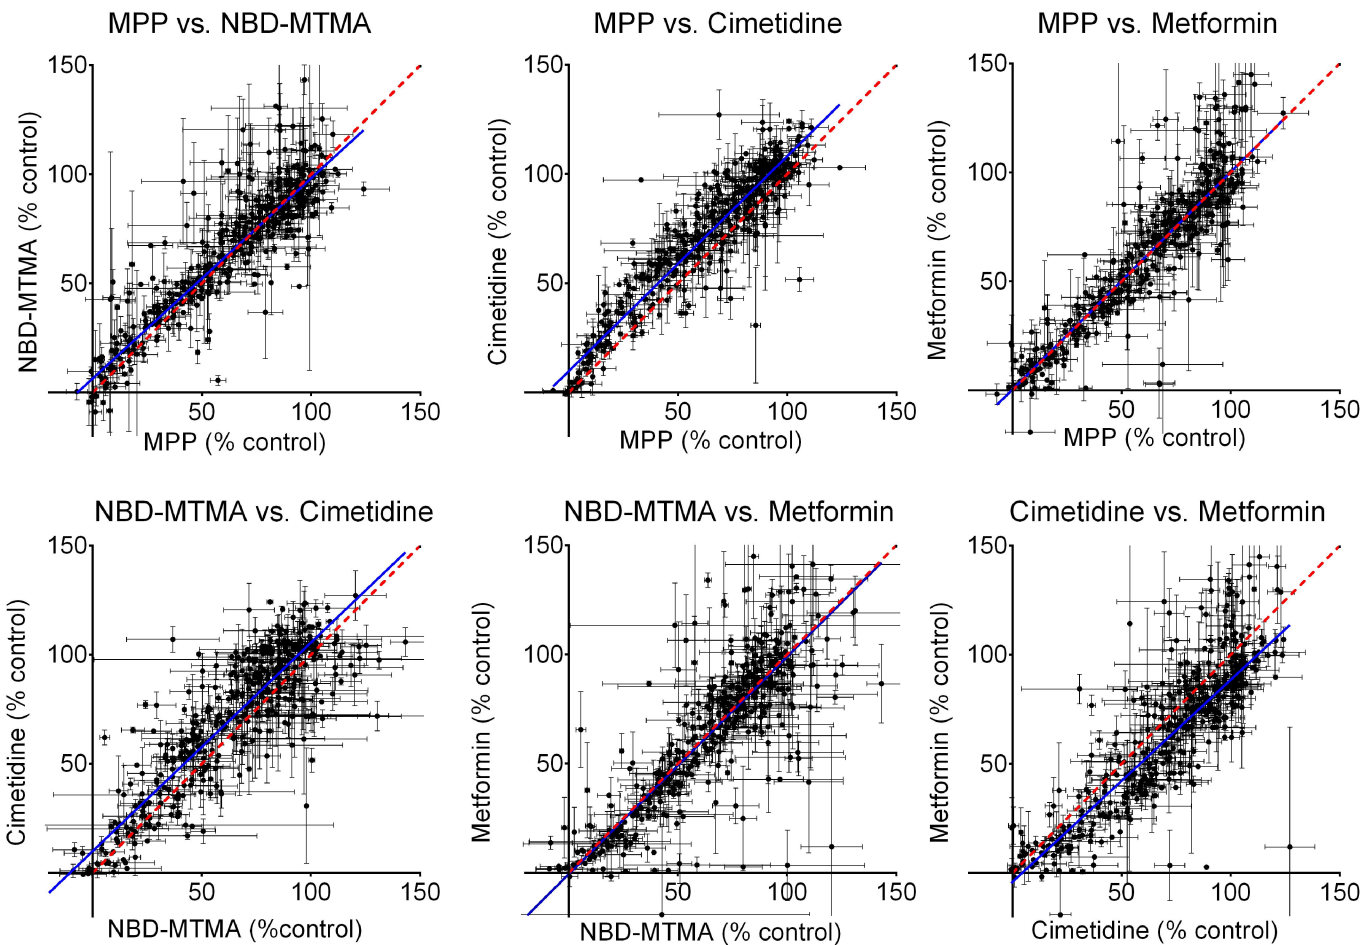 MPP vs. NBD-MTMA
MPP vs. Cimetidine
MPP vs. Metformin
150
100
50
NBD-MTMA (% control)
50
100
150
MPP (% control)
150
100
50
Cimetidine (% control)
50
100
150
MPP (% control)
150
100
50
Metformin (% control)
50
100
150
MPP (% control)
NBD-MTMA vs. Cimetidine
NBD-MTMA vs. Metformin
Cimetidine vs. Metformin
150
100
50
Cimetidine (% control)
50
100
150
NBD-MTMA (%control)
150
100
50
Metformin (% control)
50
100
150
NBD-MTMA (% control)
150
100
50
Metformin (% control)
50
100
150
Cimetidine (% control)